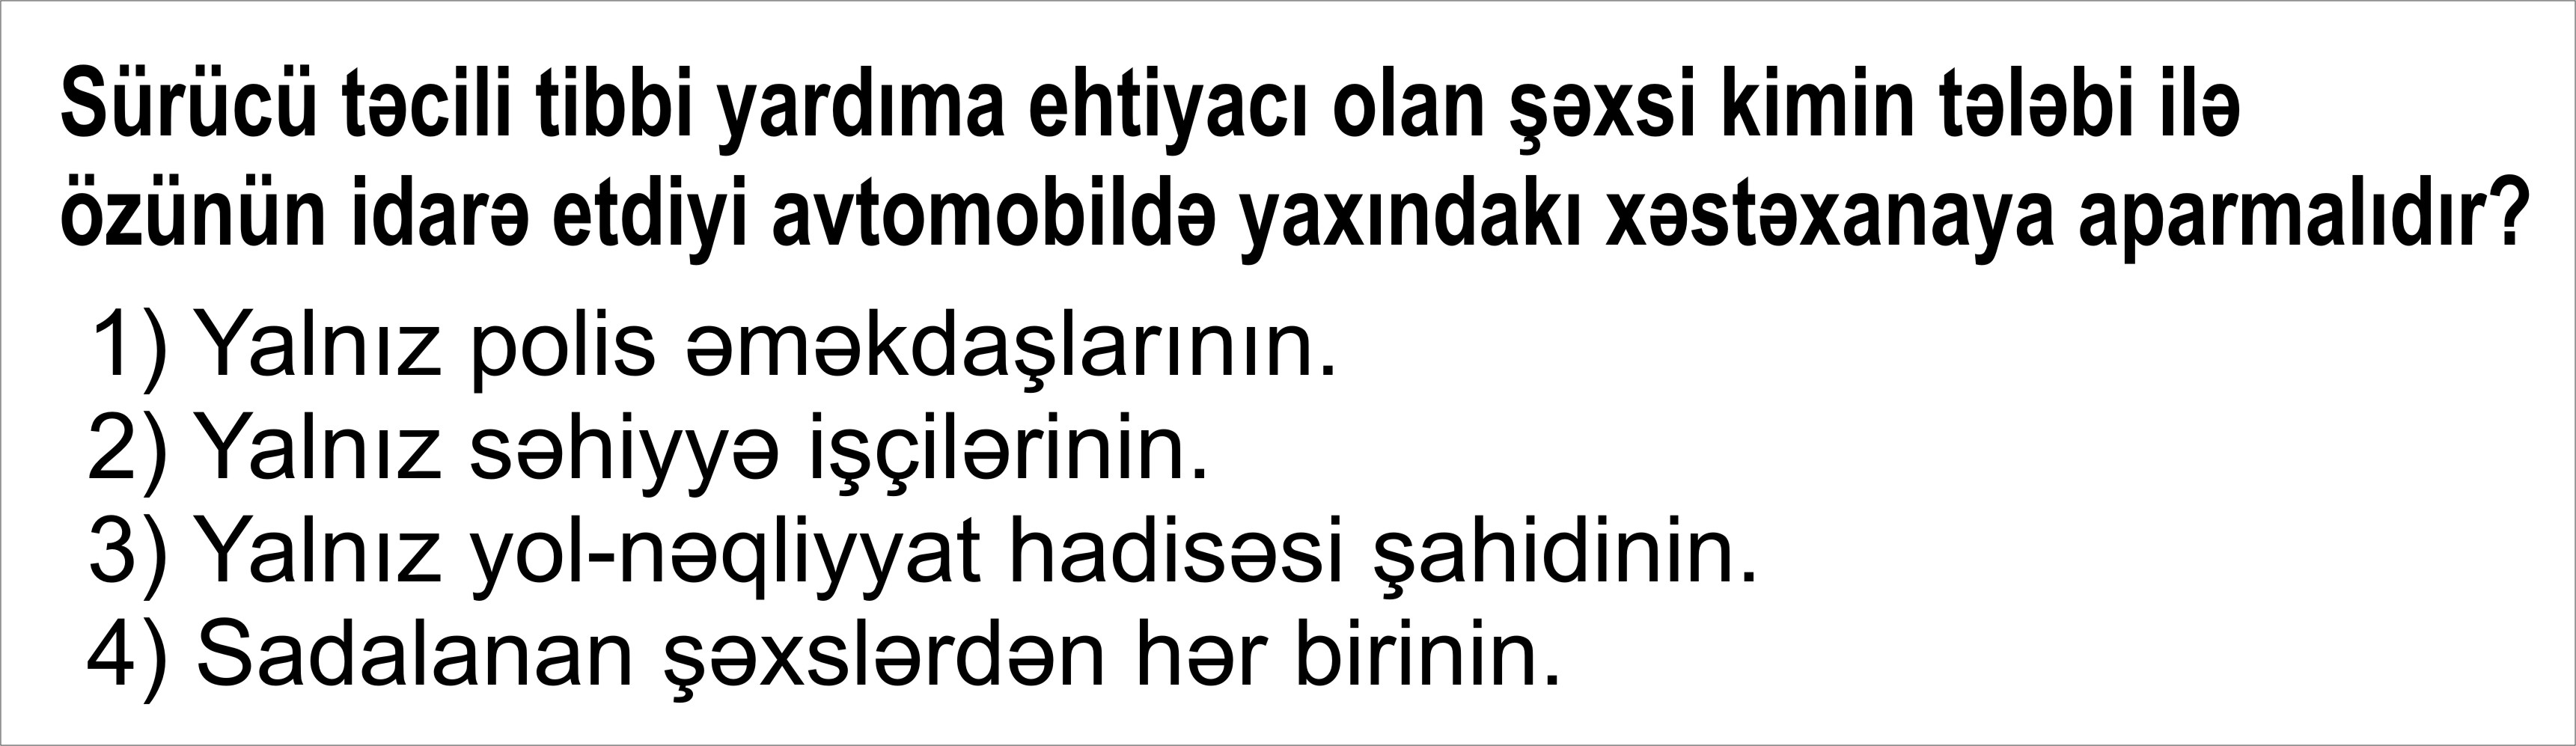 Sürücü təcili tibbi yardıma ehtiyacı olan şəxsi kimin tələbi ilə
özünün idarə etdiyi avtomobildə yaxındakı xəstəxanaya aparmalıdır?
1) Yalnız polis əməkdaşlarının.
2) Yalnız səhiyyə işçilərinin.
3) Yalnız yol-nəqliyyat hadisəsi şahidinin.
4) Sadalanan şəxslərdən hər birinin.